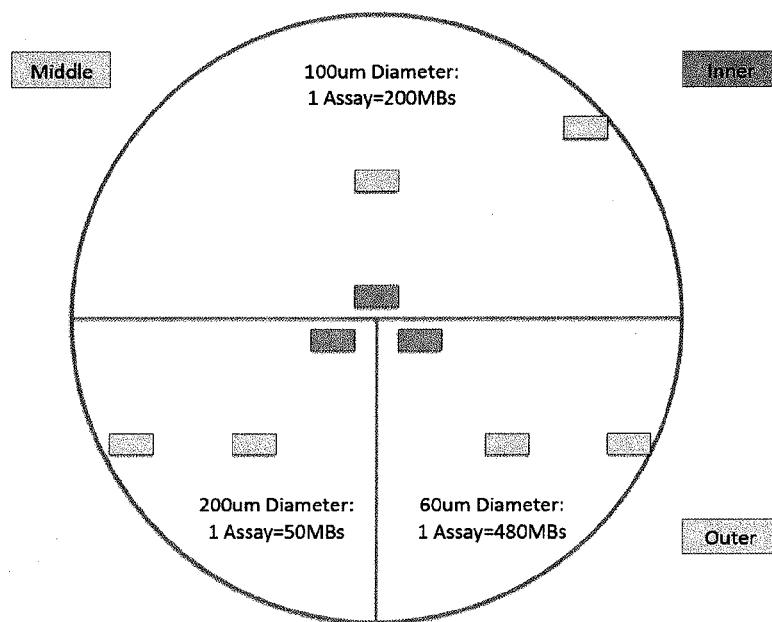 Middle
Inner
100um Diameter:
1 Assay=200MBs
200um Diameter:
1 Assay=50MBs
60um Diameter:
1 Assay=480MBs
Outer